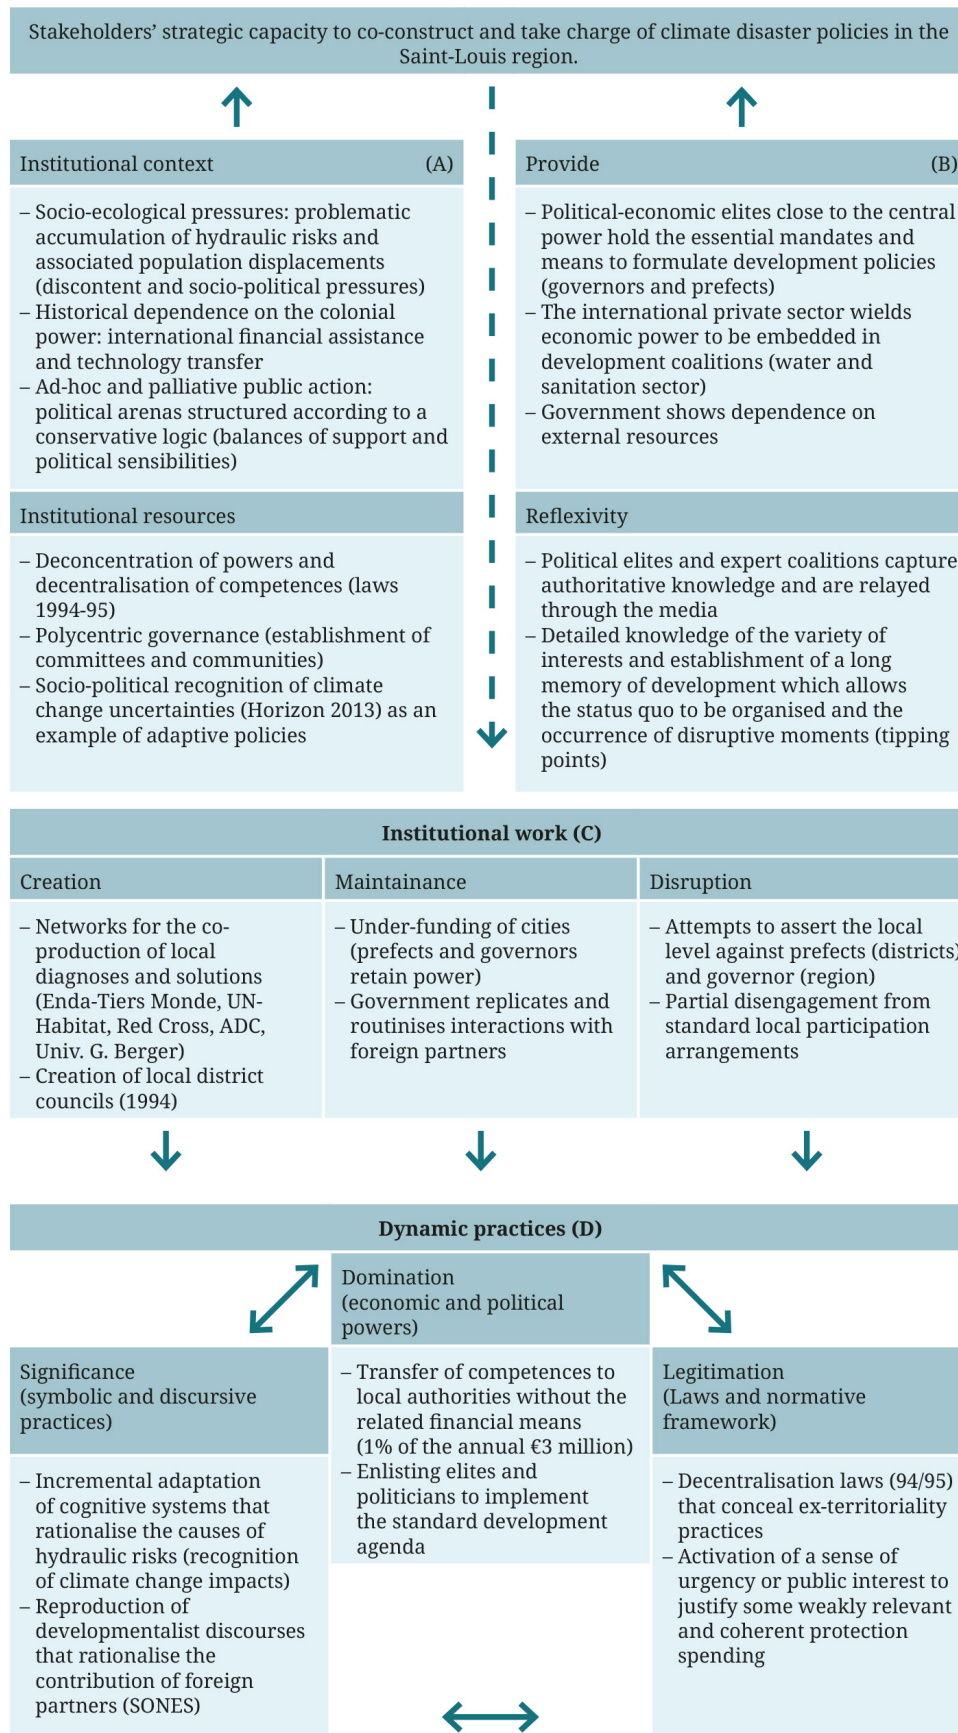 Stakeholders’ strategic capacity to co-construct and take charge of climate disaster policies in the
Saint-Louis region.
Institutional context (A)
– Socio-ecological pressures: problematic
accumulation of hydraulic risks and
associated population displacements
(discontent and socio-political pressures)
– Historical dependence on the colonial
power: international financial assistance
and technology transfer
– Ad-hoc and palliative public action:
political arenas structured according to a
conservative logic (balances of support and
political sensibilities)
Institutional resources
– Deconcentration of powers and
decentralisation of competences (laws
1994-95)
– Polycentric governance (establishment of
committees and communities)
– Socio-political recognition of climate
change uncertainties (Horizon 2013) as an
example of adaptive policies
Provide (B)
– Political-economic elites close to the central
power hold the essential mandates and
means to formulate development policies
(governors and prefects)
– The international private sector wields
economic power to be embedded in
development coalitions (water and
sanitation sector)
– Government shows dependence on
external resources
Reflexivity
– Political elites and expert coalitions capture
authoritative knowledge and are relayed
through the media
– Detailed knowledge of the variety of
interests and establishment of a long
memory of development which allows
the status quo to be organised and the
occurrence of disruptive moments (tipping
points)
Institutional work (C)
Creation
– Networks for the co-
production of local
diagnoses and solutions
(Enda-Tiers Monde, UN-
Habitat, Red Cross, ADC,
Univ. G. Berger)
– Creation of local district
councils (1994)
Maintainance
– Under-funding of cities
(prefects and governors
retain power)
– Government replicates and
routinises interactions with
foreign partners
Disruption
– Attempts to assert the local
level against prefects (districts)
and governor (region)
– Partial disengagement from
standard local participation
arrangements
Dynamic practices (D)
Significance
(symbolic and discursive
practices)
– Incremental adaptation
of cognitive systems that
rationalise the causes of
hydraulic risks (recognition
of climate change impacts)
– Reproduction of
developmentalist discourses
that rationalise the
contribution of foreign
partners (SONES)
Domination
(economic and political
powers)
– Transfer of competences to
local authorities without the
related financial means
(1% of the annual €3 million)
– Enlisting elites and
politicians to implement
the standard development
agenda
Legitimation
(Laws and normative
framework)
– Decentralisation laws (94/95)
that conceal ex-territoriality
practices
– Activation of a sense of
urgency or public interest to
justify some weakly relevant
and coherent protection
spending